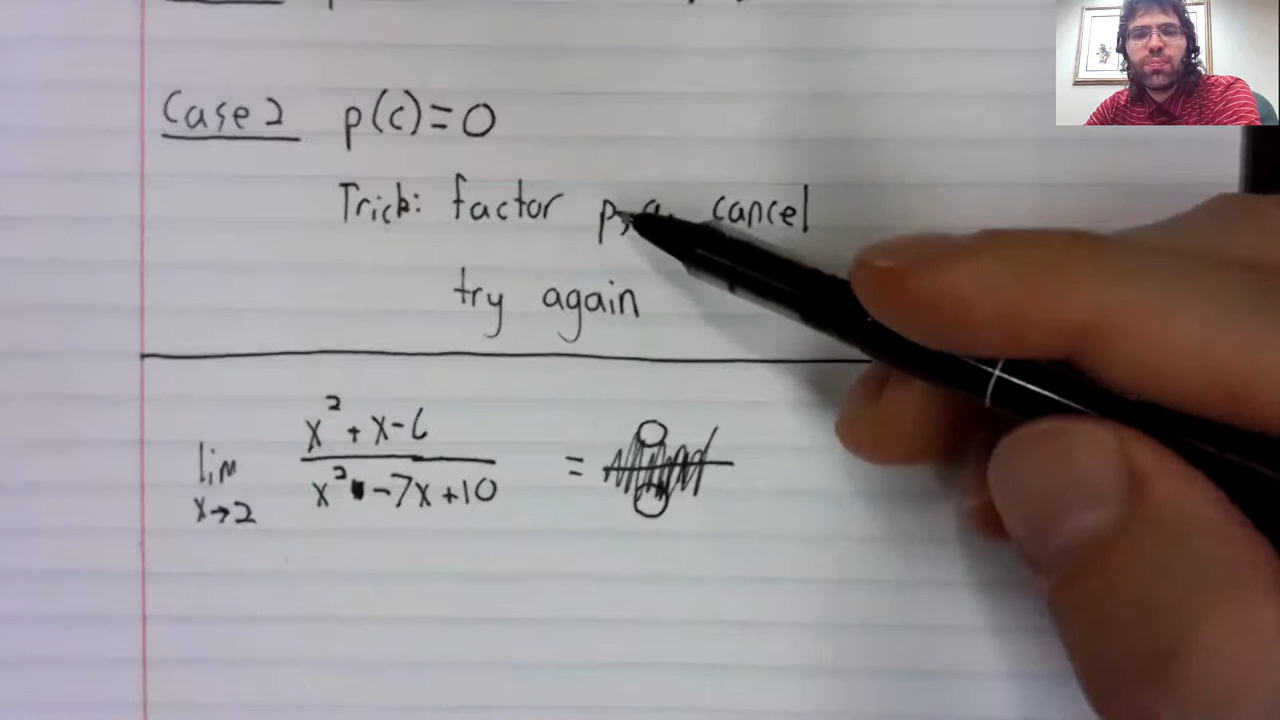 Case 2 p(c)=0
Trick: factor p, q, cancel
try again
lim x→2 (x² + x - 6)/(x² - 7x + 10) =